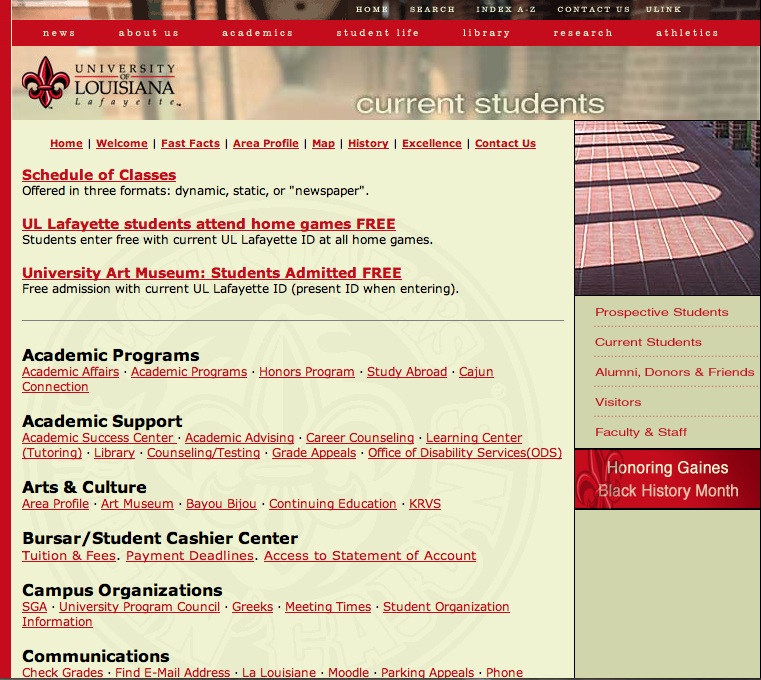 HOME SEARCH INDEX A-Z CONTACT US ULINK
news about us academics student life library research athletics
UNIVERSITY
OF
LOUISIANA
Lafayette™
current students
Home | Welcome | Fast Facts | Area Profile | Map | History | Excellence | Contact Us
Schedule of Classes
Offered in three formats: dynamic, static, or "newspaper".
UL Lafayette students attend home games FREE
Students enter free with current UL Lafayette ID at all home games.
University Art Museum: Students Admitted FREE
Free admission with current UL Lafayette ID (present ID when entering).
Academic Programs
Academic Affairs · Academic Programs · Honors Program · Study Abroad · Cajun
Connection
Academic Support
Academic Success Center · Academic Advising · Career Counseling · Learning Center
(Tutoring) · Library · Counseling/Testing · Grade Appeals · Office of Disability Services(ODS)
Arts & Culture
Area Profile · Art Museum · Bayou Bijou · Continuing Education · KRVS
Bursar/Student Cashier Center
Tuition & Fees. Payment Deadlines. Access to Statement of Account
Campus Organizations
SGA · University Program Council · Greeks · Meeting Times · Student Organization
Information
Communications
Check Grades · Find E-Mail Address · La Louisiane · Moodle · Parking Appeals · Phone
Prospective Students
Current Students
Alumni, Donors & Friends
Visitors
Faculty & Staff
Honoring Gaines
Black History Month